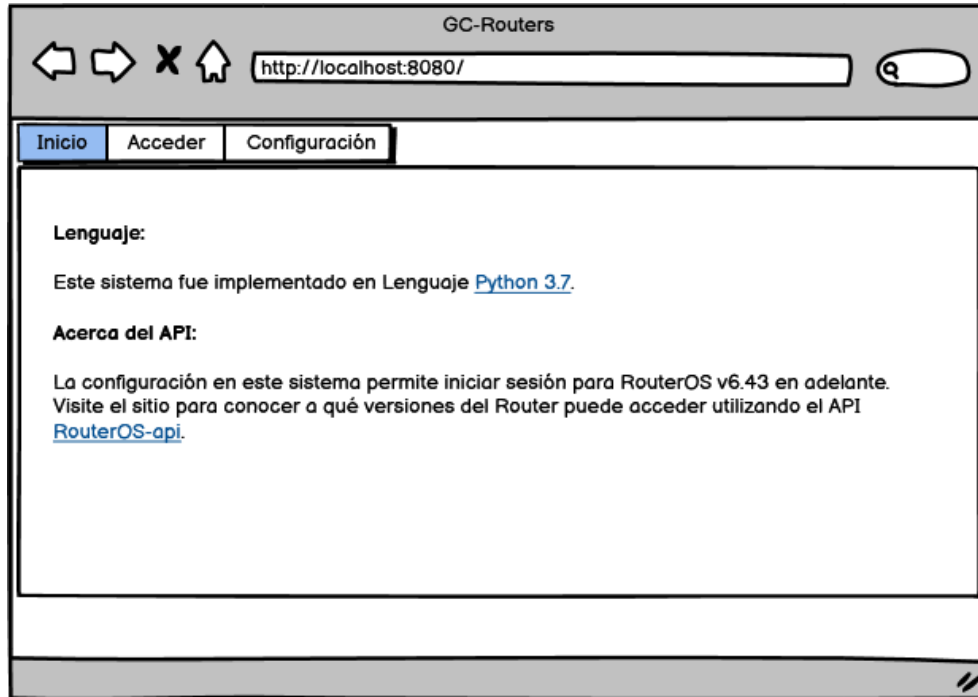 GC-Routers
http://localhost:8080/
Inicio Acceder Configuración
Lenguaje:
Este sistema fue implementado en Lenguaje Python 3.7.
Acerca del API:
La configuración en este sistema permite iniciar sesión para RouterOS v6.43 en adelante.
Visite el sitio para conocer a qué versiones del Router puede acceder utilizando el API
RouterOS-api.